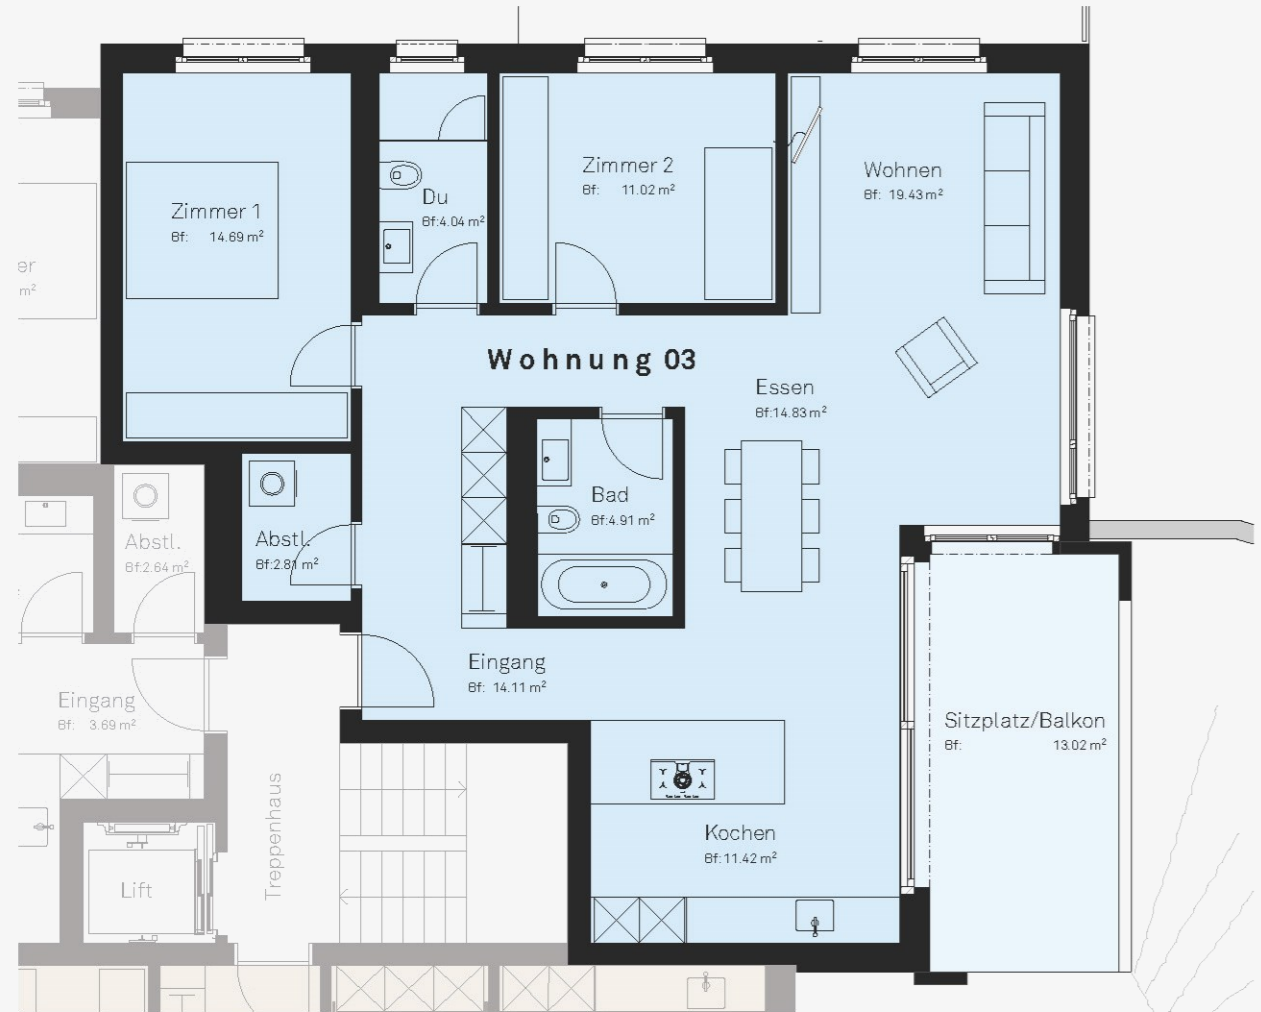 Zimmer 1
Bf: 14.69 m²
Du
Bf:4.04 m²
Zimmer 2
Bf: 11.02 m²
Wohnen
Bf: 19.43 m²
er
m²
Wohnung 03
Essen
Bf:14.83 m²
Abstl.
Bf:2.64 m²
Abstl.
Bf:2.81 m²
Bad
Bf:4.91 m²
Eingang
Bf: 3.69 m²
Eingang
Bf: 14.11 m²
Sitzplatz/Balkon
Bf: 13.02 m²
Treppenhaus
Lift
Kochen
Bf:11.42 m²